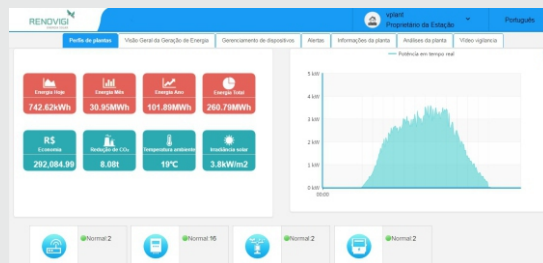 RENOVIGI
vplant
Proprietário da Estação
Português
Perfil de plantas
Visão Geral da Geração de Energia
Gerenciamento de dispositivos
Alertas
Informações da planta
Análises da planta
Vídeo vigilância
Energia Hoje
742.62kWh
Energia Mês
30.95MWh
Energia Ano
101.89MWh
Energia Total
260.79MWh
R$
Economia
292,084.99
Redução de CO₂
8.08t
Temperatura ambiente
19℃
Irradiância solar
3.8kW/m2
Potência em tempo real
5 kW
4 kW
3 kW
2 kW
1 kW
0 kW
00:00
Normal:2
Normal:95
Normal:2
Normal:2